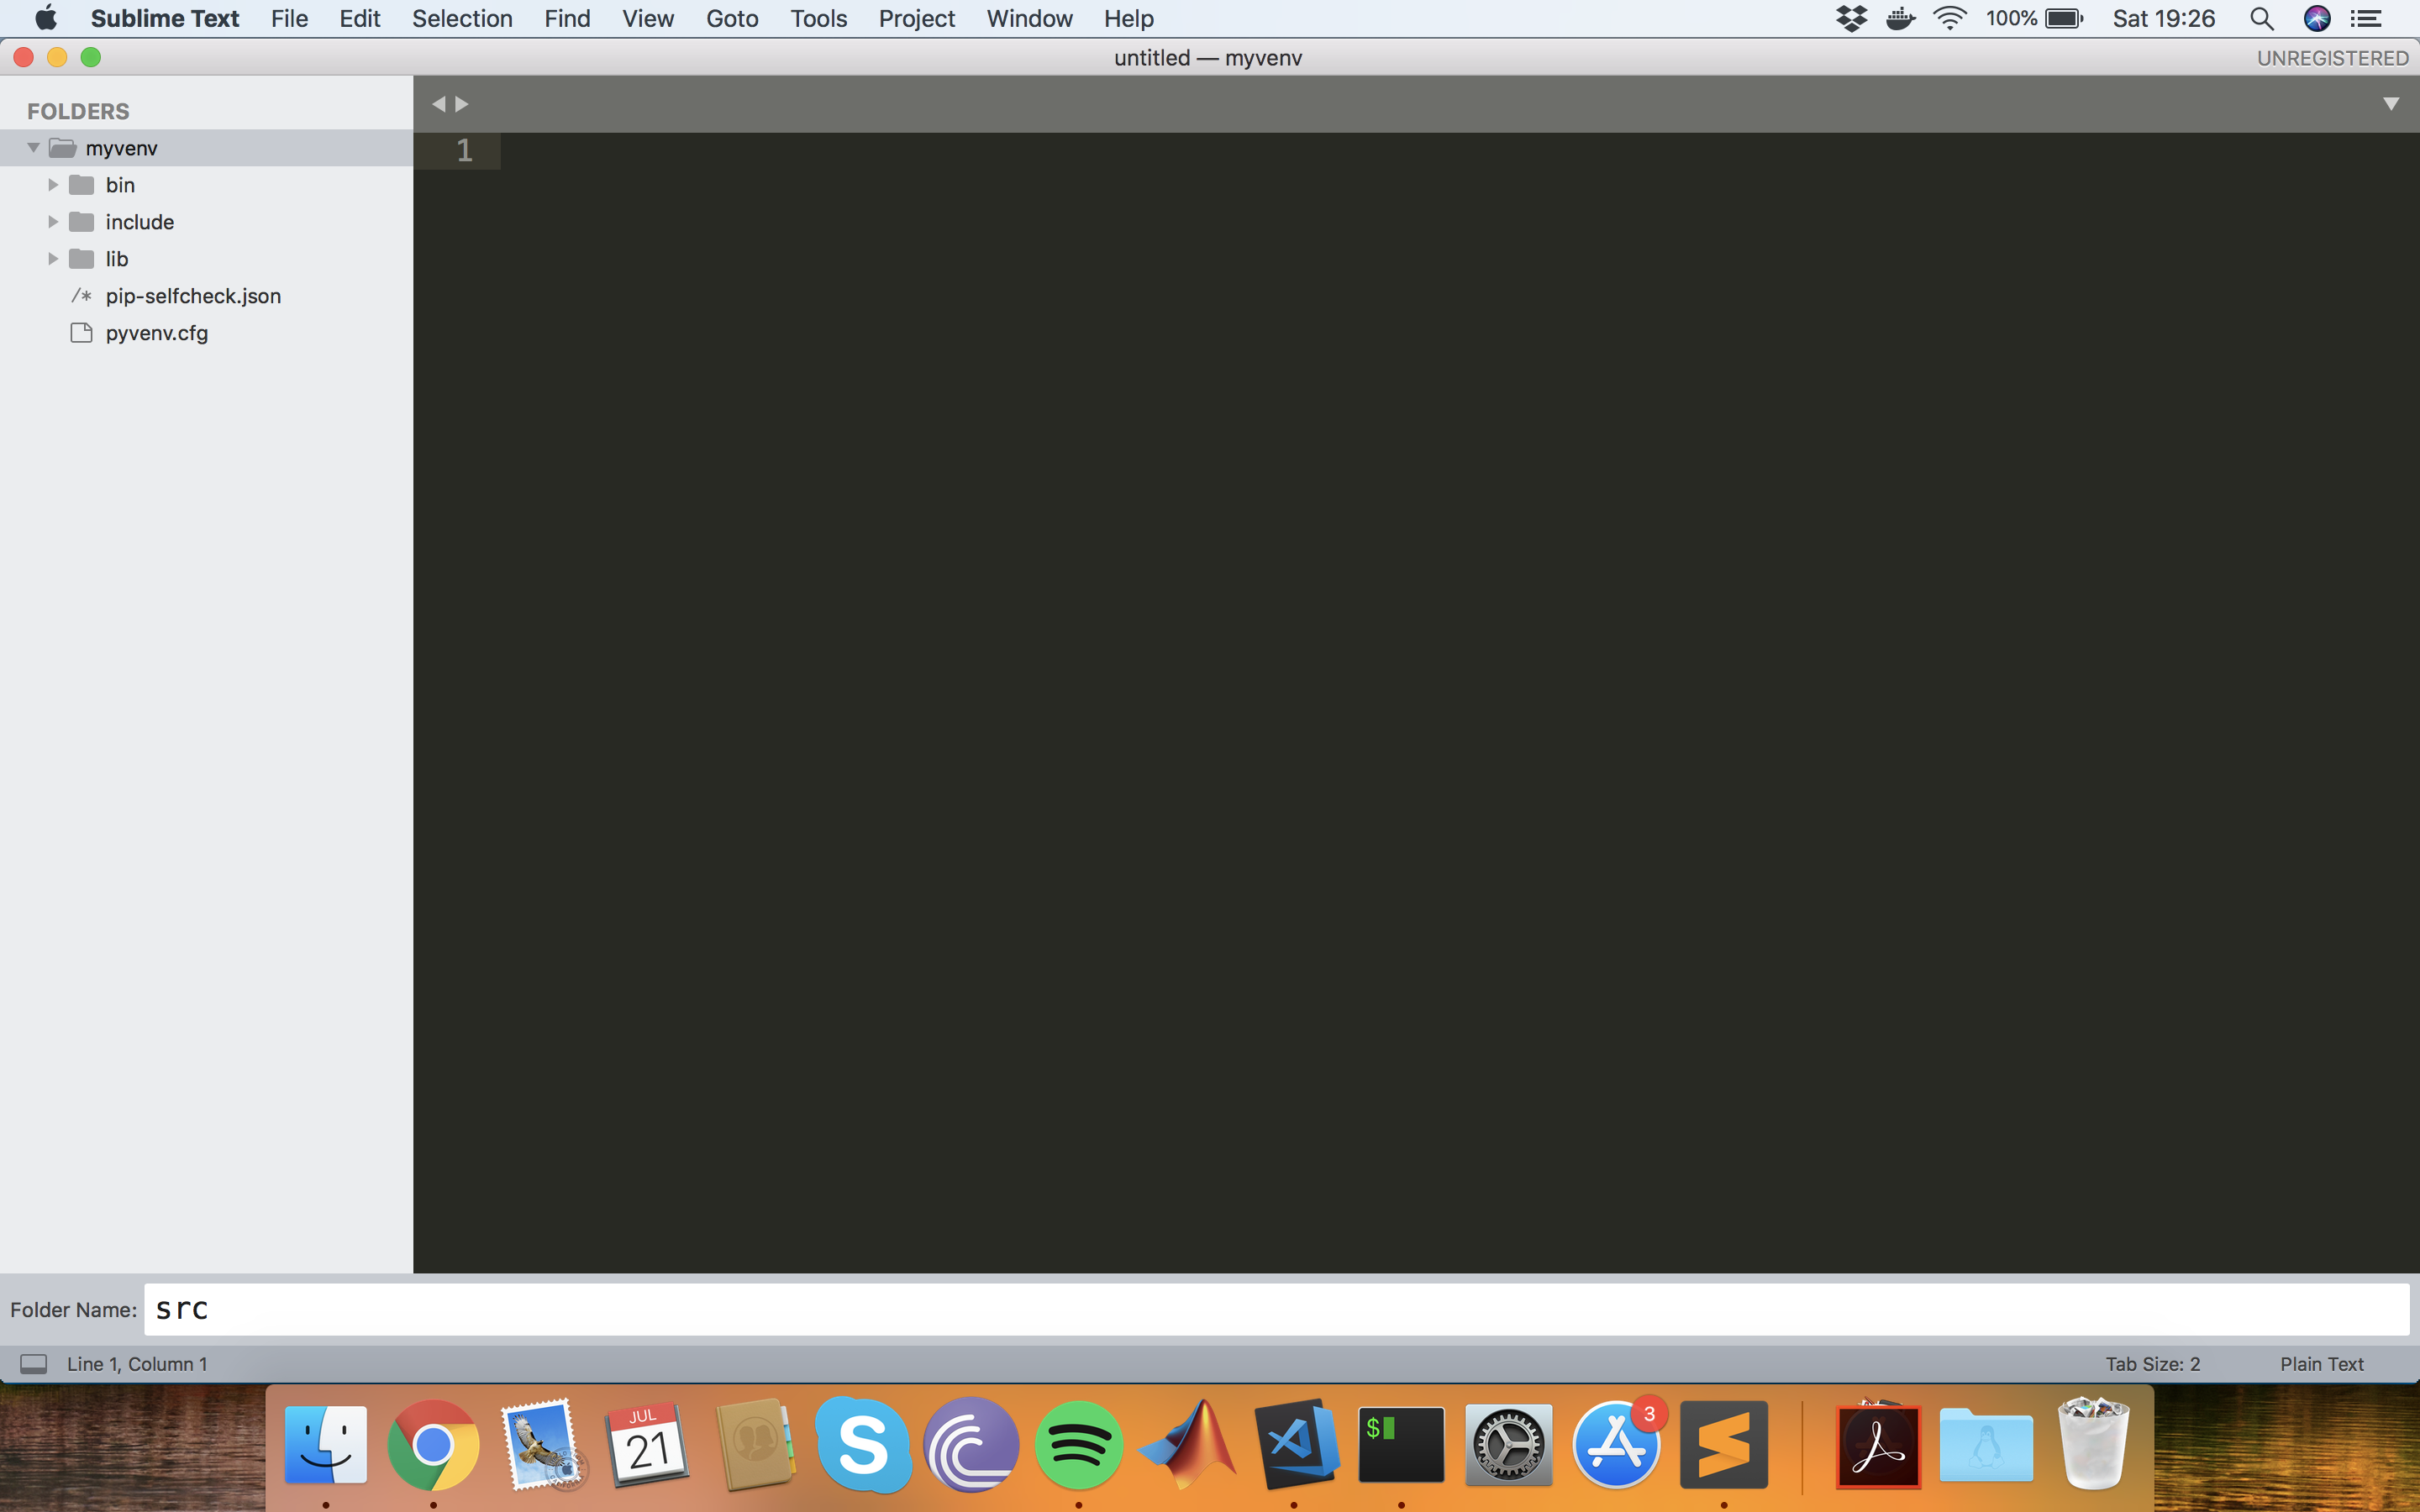 Sublime Text File Edit Selection Find View Goto Tools Project Window Help 100% Sat 19:26
untitled — myvenv UNREGISTERED
FOLDERS
myvenv
1
bin
include
lib
/* pip-selfcheck.json
pyvenv.cfg
Folder Name: src
Line 1, Column 1 Tab Size: 2 Plain Text
JUL
21
S
$
3